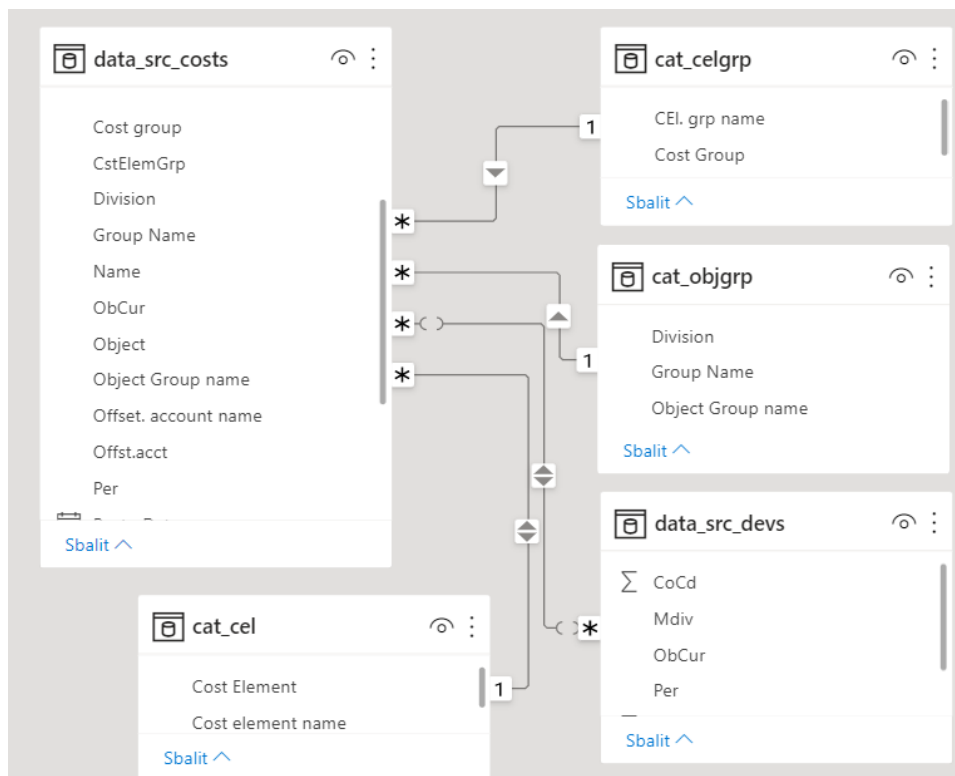 data_src_costs
Cost group
CstElemGrp
Division
Group Name
Name
ObCur
Object
Object Group name
Offset. account name
Offst.acct
Per
Sbalit
cat_celgrp
CEl. grp name
Cost Group
Sbalit
cat_objgrp
Division
Group Name
Object Group name
Sbalit
data_src_devs
CoCd
Mdiv
ObCur
Per
Sbalit
cat_cel
Cost Element
Cost element name
Sbalit
1
*
*
*
*
1
*
1